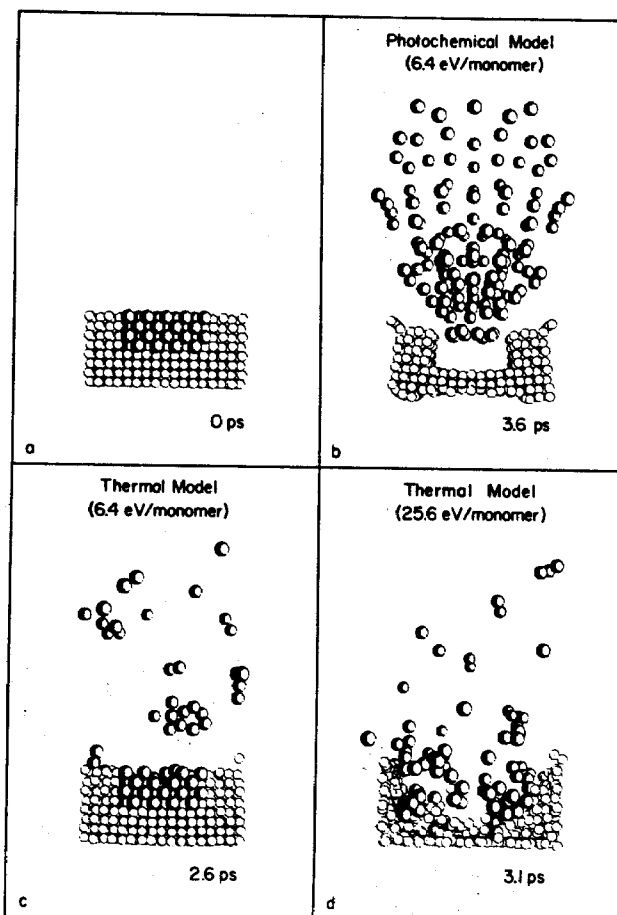 0 ps
a
Photochemical Model
(6.4 eV/monomer)
3.6 ps
b
Thermal Model
(6.4 eV/monomer)
2.6 ps
c
Thermal Model
(25.6 eV/monomer)
3.1 ps
d